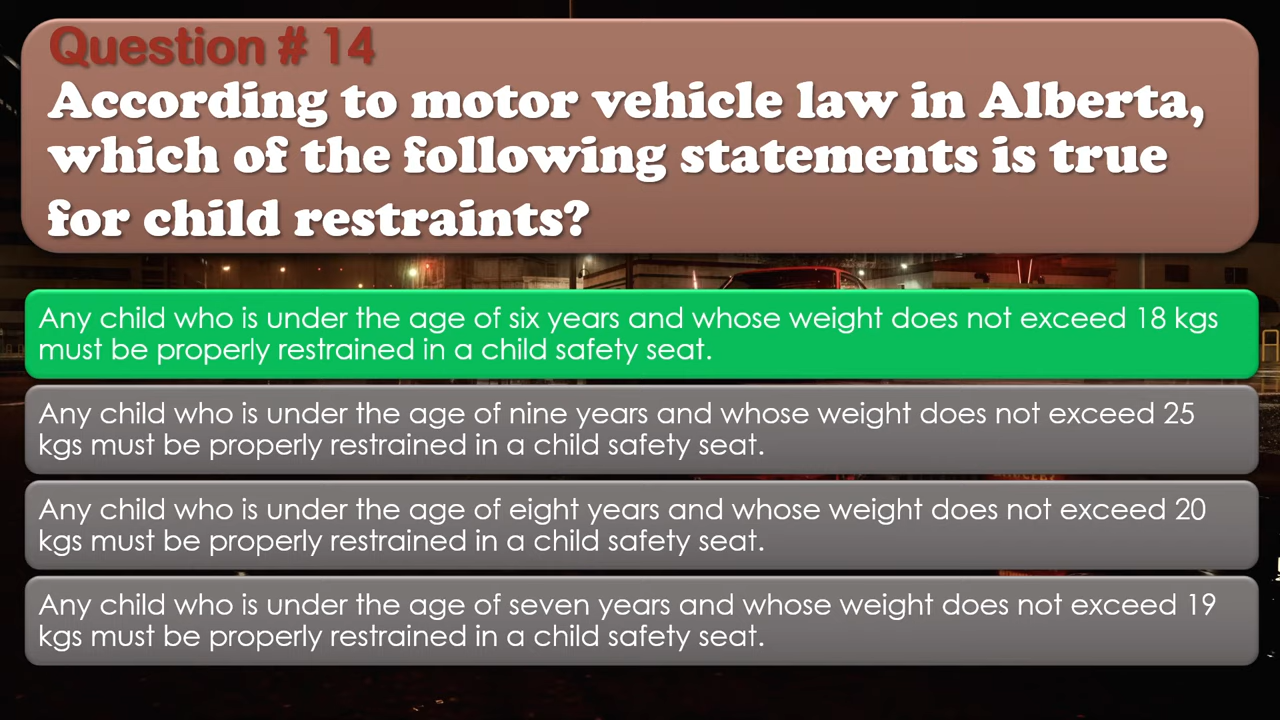 Question # 14
According to motor vehicle law in Alberta,
which of the following statements is true
for child restraints?
Any child who is under the age of six years and whose weight does not exceed 18 kgs
must be properly restrained in a child safety seat.
Any child who is under the age of nine years and whose weight does not exceed 25
kgs must be properly restrained in a child safety seat.
Any child who is under the age of eight years and whose weight does not exceed 20
kgs must be properly restrained in a child safety seat.
Any child who is under the age of seven years and whose weight does not exceed 19
kgs must be properly restrained in a child safety seat.